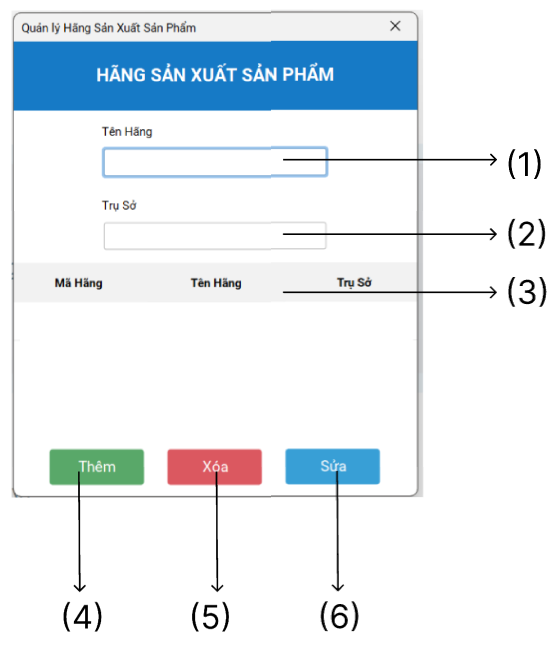 Quản lý Hãng Sản Xuất Sản Phẩm
HÃNG SẢN XUẤT SẢN PHẨM
Tên Hãng
(1)
Trụ Sở
(2)
Mã Hãng Tên Hãng Trụ Sở
(3)
Thêm Xóa Sửa
(4) (5) (6)